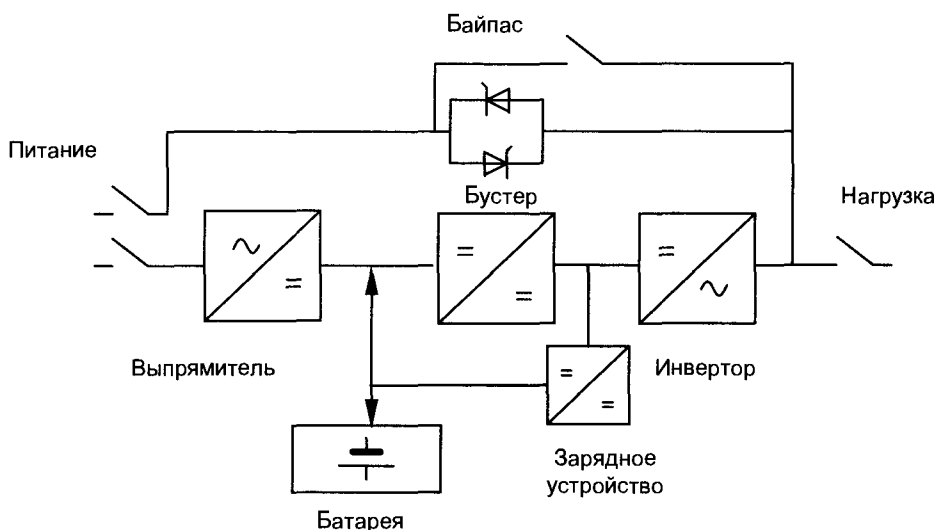 Байпас
Питание
Бустер
Нагрузка
Выпрямитель
Инвертор
Зарядное
устройство
Батарея